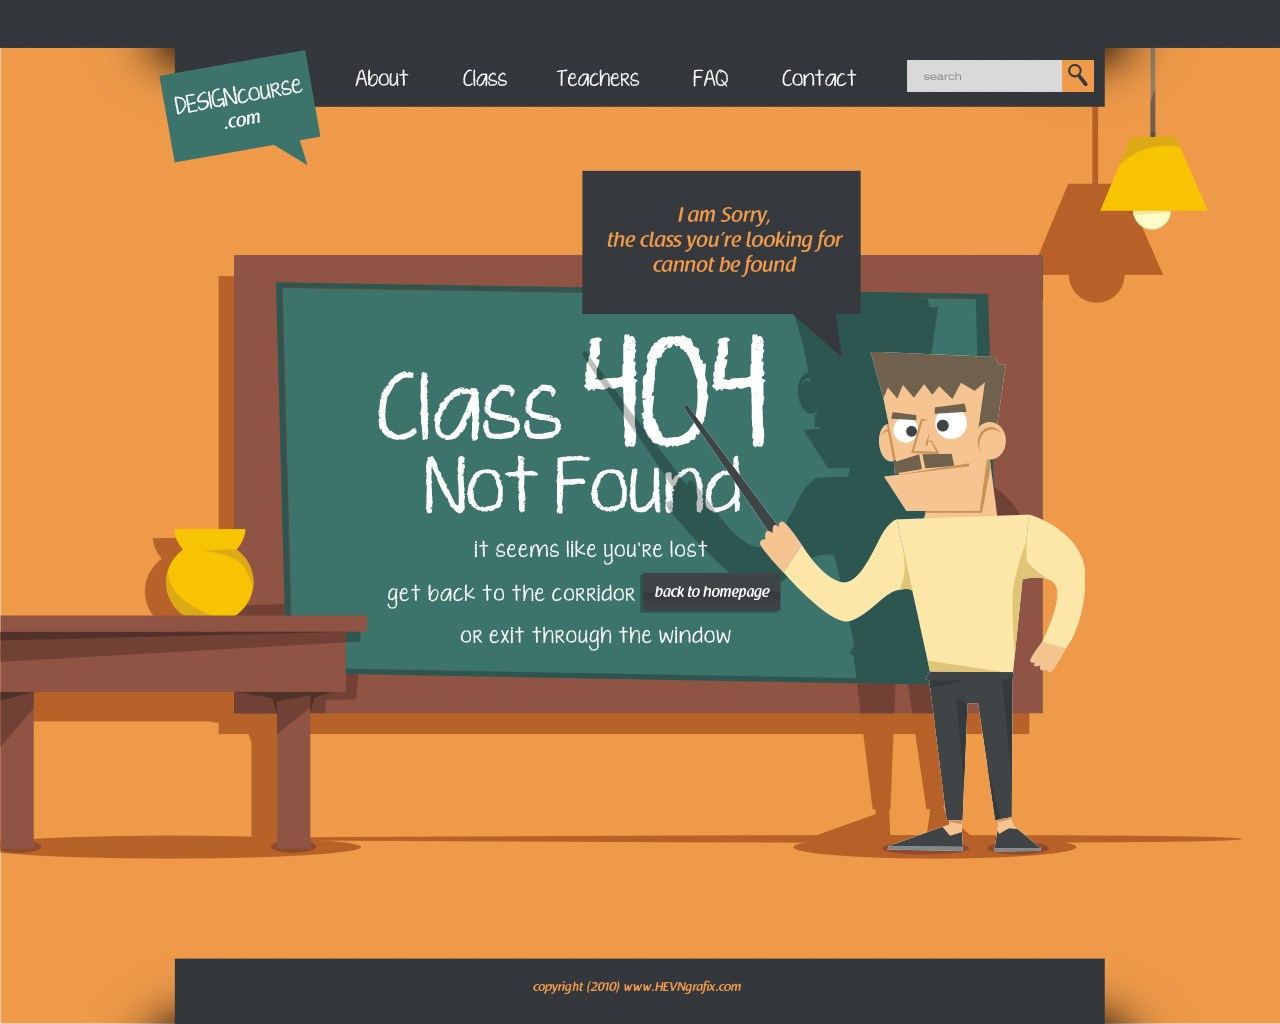 DESIGNcourse
.com
About Class Teachers FAQ Contact search
I am Sorry,
the class you're looking for
cannot be found
Class 404
Not Found
it seems like you're lost
get back to the corridor back to homepage
or exit through the window
copyright (2010) www.HEVNgrafix.com